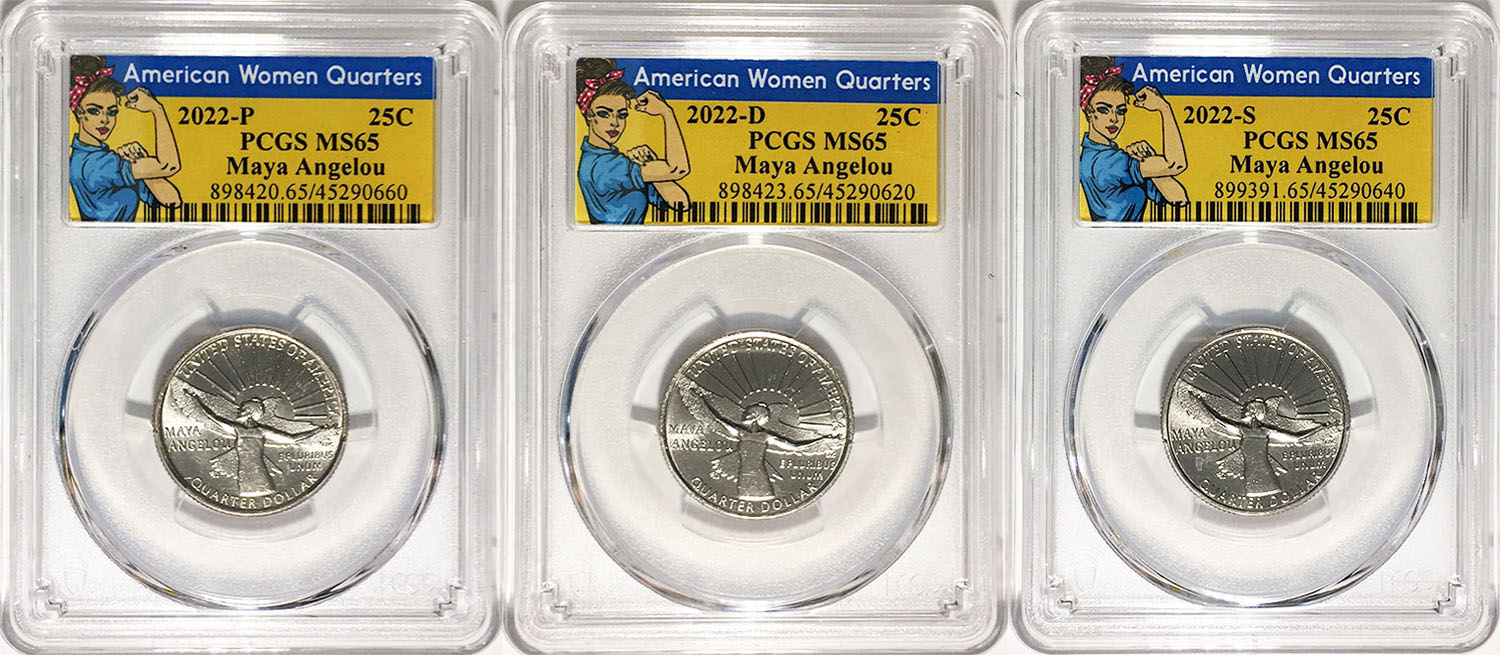 American Women Quarters
2022-P 25C
PCGS MS65
Maya Angelou
898420.65/45290660
UNITED STATES OF AMERICA
MAYA
ANGELOU
E PLURIBUS
UNUM
QUARTER DOLLAR
American Women Quarters
2022-D 25C
PCGS MS65
Maya Angelou
898423.65/45290620
UNITED STATES OF AMERICA
MAYA
ANGELOU
E PLURIBUS
UNUM
QUARTER DOLLAR
American Women Quarters
2022-S 25C
PCGS MS65
Maya Angelou
899391.65/45290640
UNITED STATES OF AMERICA
MAYA
ANGELOU
E PLURIBUS
UNUM
QUARTER DOLLAR